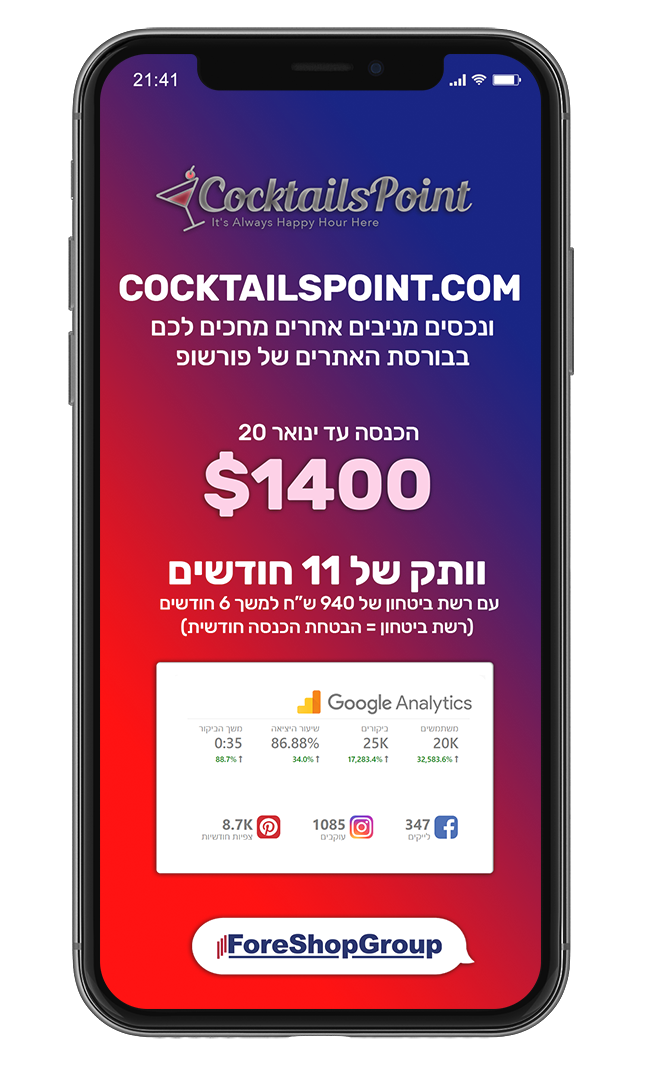 21:41
CocktailsPoint
It's Always Happy Hour Here
COCKTAILSPOINT.COM
ונכסים מניבים אחרים מחכים לכם
בבורסת האתרים של פורשופ
הכנסה עד ינואר 20
$1400
וותק של 11 חודשים
עם רשת ביטחון של 940 ש"ח למשך 6 חודשים
(רשת ביטחון = הבטחת הכנסה חודשית)
Google Analytics
משתמשים ביקורים שיעור היציאה משך הביקור
20K 25K 86.88% 0:35
32,583.6% ↑ 17,283.4% ↑ 34.0% ↑ 88.7% ↑
347 1085 8.7K
לייקים עוקבים צפיות חודשיות
ForeShopGroup